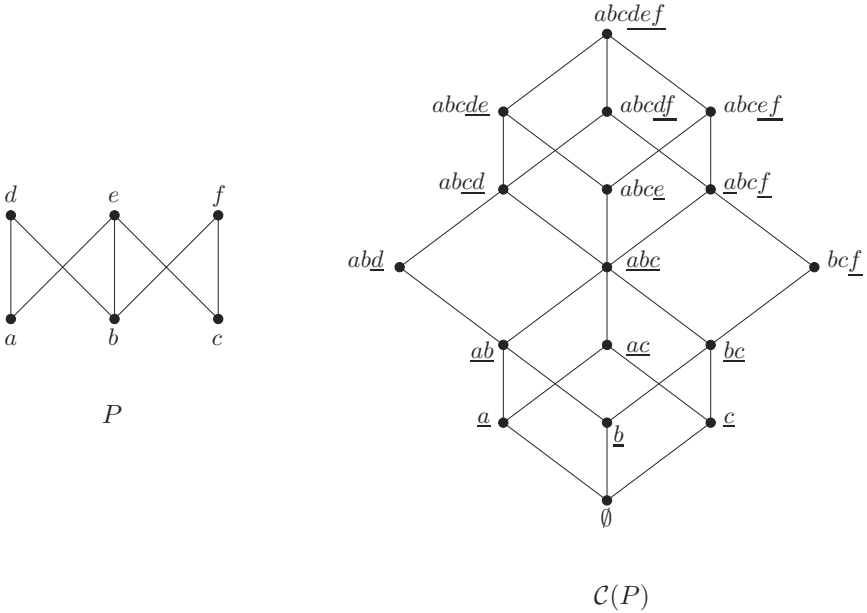 abcdef
abcde abcdf abcef
d e f
abcd abce abcf
abd abc bcf
a b c
ab ac bc
P
a b c
∅
𝒞(P)